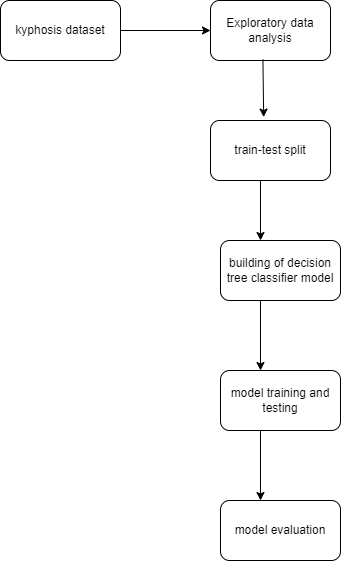 kyphosis dataset
Exploratory data
analysis
train-test split
building of decision
tree classifier model
model training and
testing
model evaluation